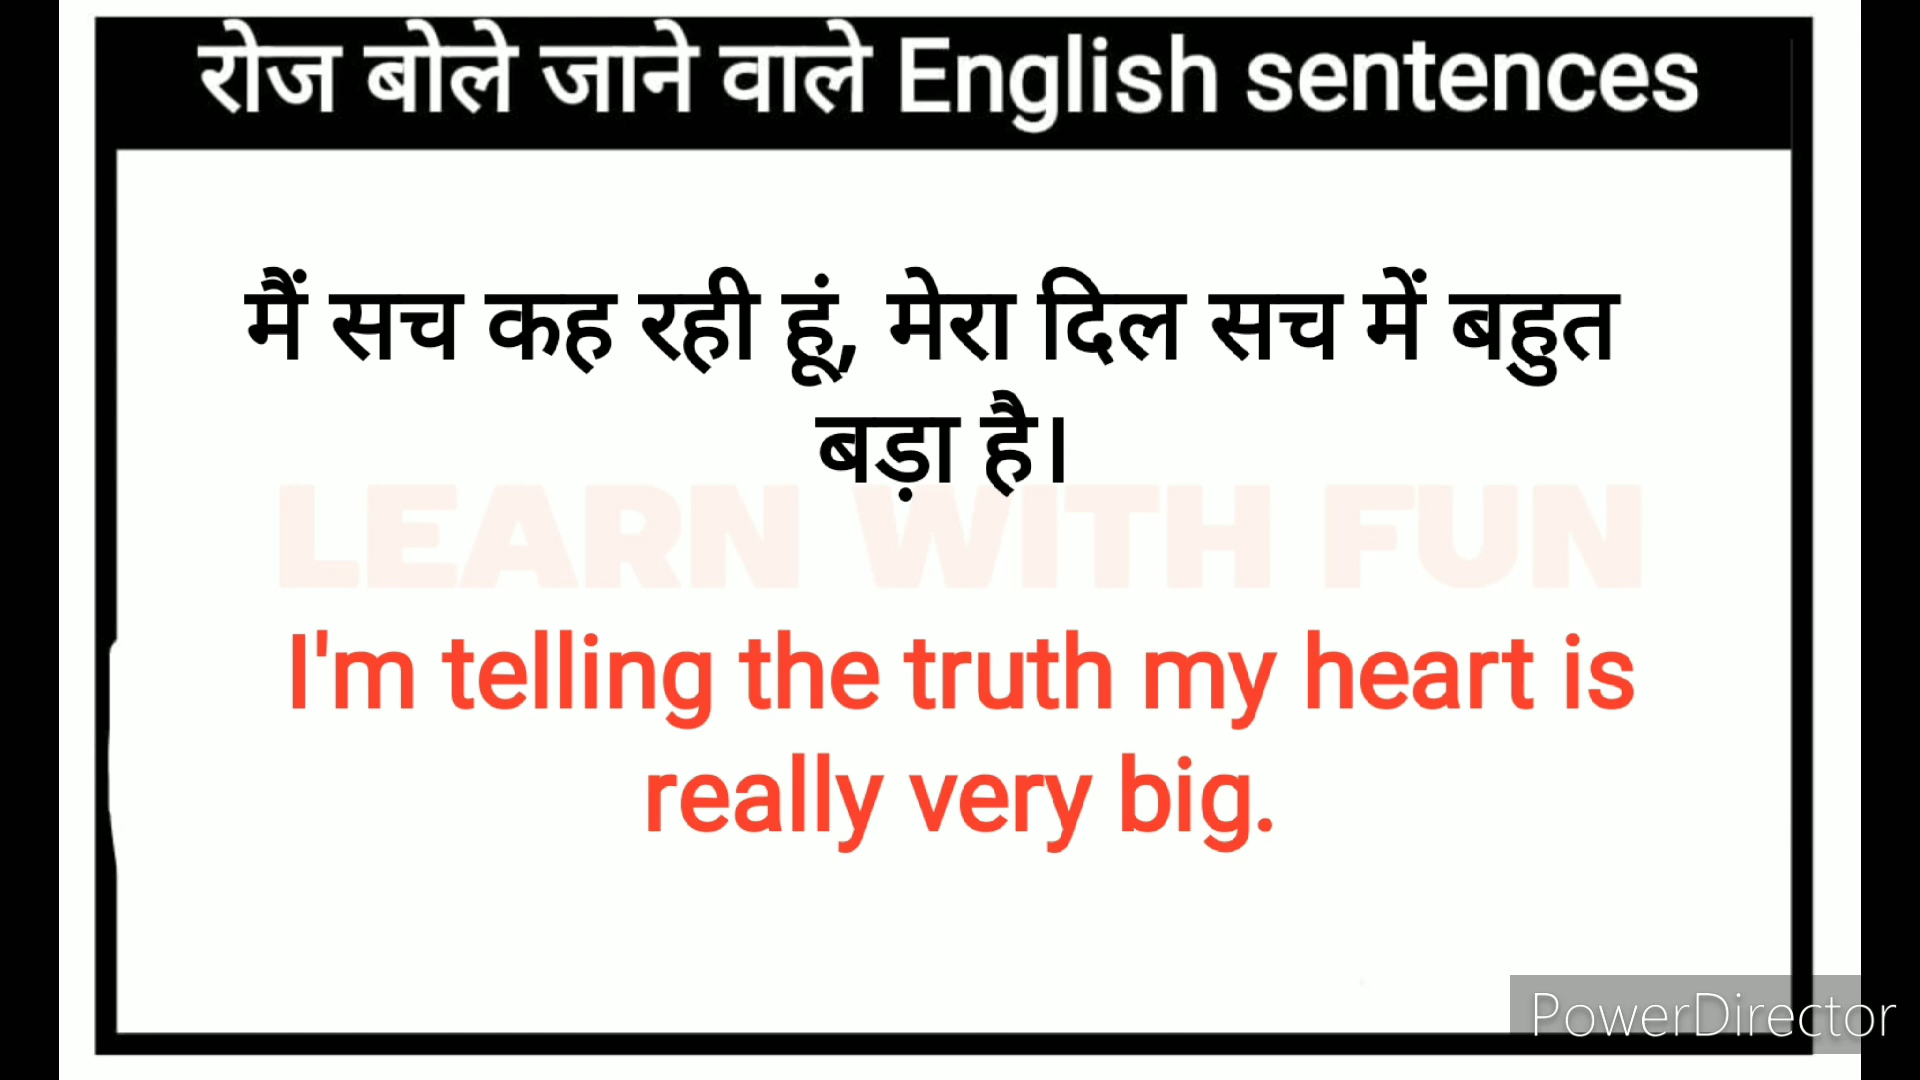 रोज बोले जाने वाले English sentences
मैं सच कह रही हूं, मेरा दिल सच में बहुत
बड़ा है।
LEARN WITH FUN
I'm telling the truth my heart is
really very big.
PowerDirector